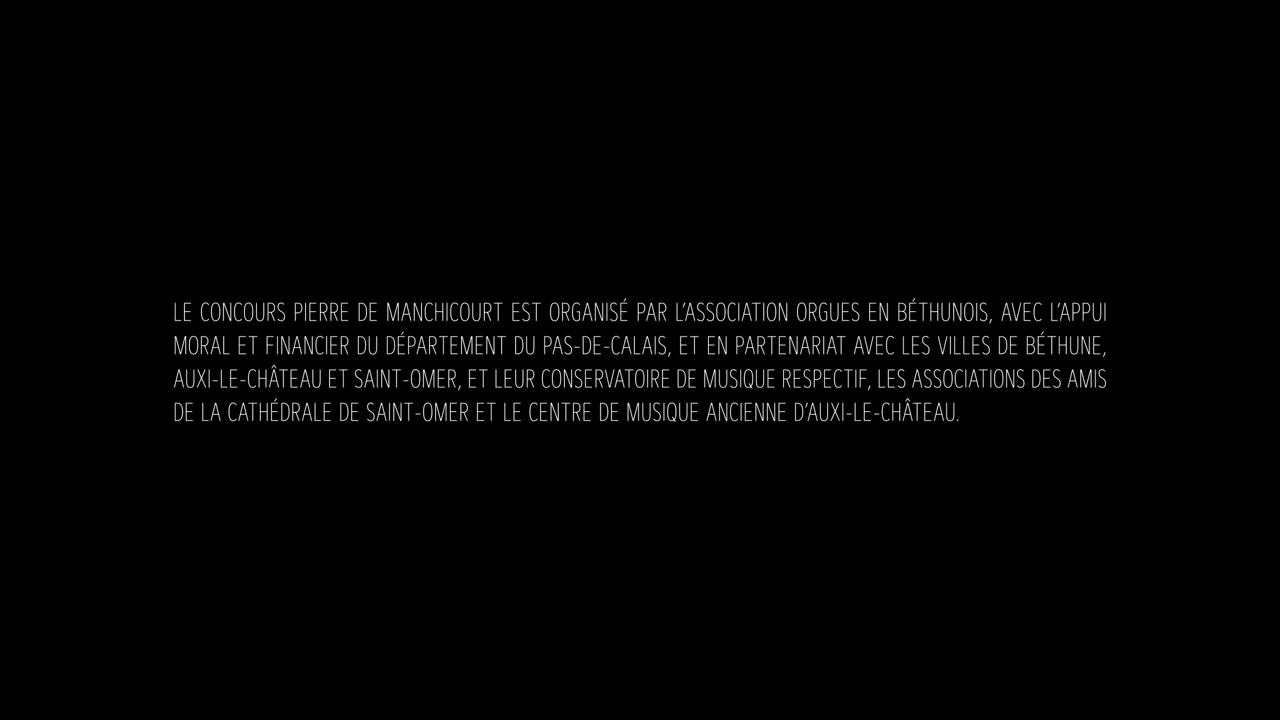 LE CONCOURS PIERRE DE MANCHICOURT EST ORGANISÉ PAR L'ASSOCIATION ORGUES EN BÉTHUNOIS, AVEC L'APPUI
MORAL ET FINANCIER DU DÉPARTEMENT DU PAS-DE-CALAIS, ET EN PARTENARIAT AVEC LES VILLES DE BÉTHUNE,
AUXI-LE-CHÂTEAU ET SAINT-OMER, ET LEUR CONSERVATOIRE DE MUSIQUE RESPECTIF, LES ASSOCIATIONS DES AMIS
DE LA CATHÉDRALE DE SAINT-OMER ET LE CENTRE DE MUSIQUE ANCIENNE D'AUXI-LE-CHÂTEAU.